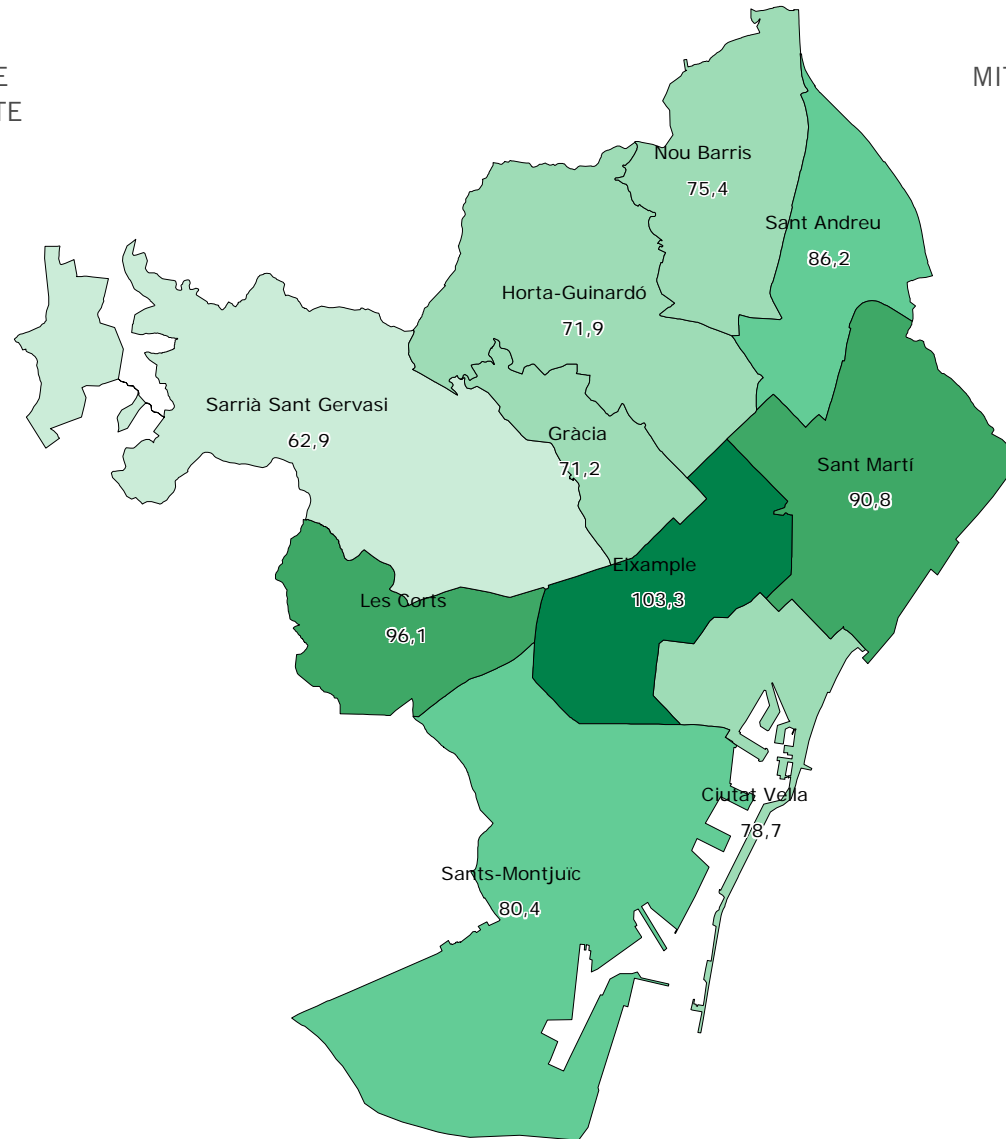 E
TE
MIT
Nou Barris
75,4
Sant Andreu
86,2
Horta-Guinardó
71,9
Sarrià Sant Gervasi
62,9
Gràcia
71,2
Sant Martí
90,8
Eixample
103,3
Les Corts
96,1
Ciutat Vella
78,7
Sants-Montjuïc
80,4